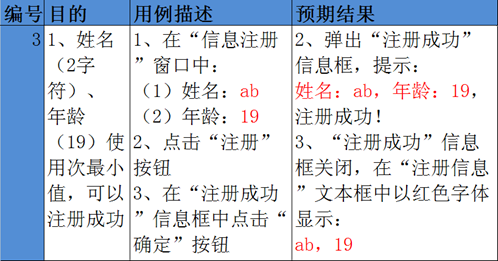 编号 目的 用例描述 预期结果
3
1、姓名
（2字
符）、
年龄
（19）使
用次最小
值，可以
注册成功
1、在“信息注册
”窗口中：
（1）姓名：ab
（2）年龄：19
2、点击“注册”
按钮
3、在“注册成功
”信息框中点击“
确定”按钮
2、弹出“注册成功”
信息框，提示：
姓名：ab，年龄：19，
注册成功！
3、“注册成功”信息
框关闭，在“注册信息
”文本框中以红色字体
显示：
ab，19